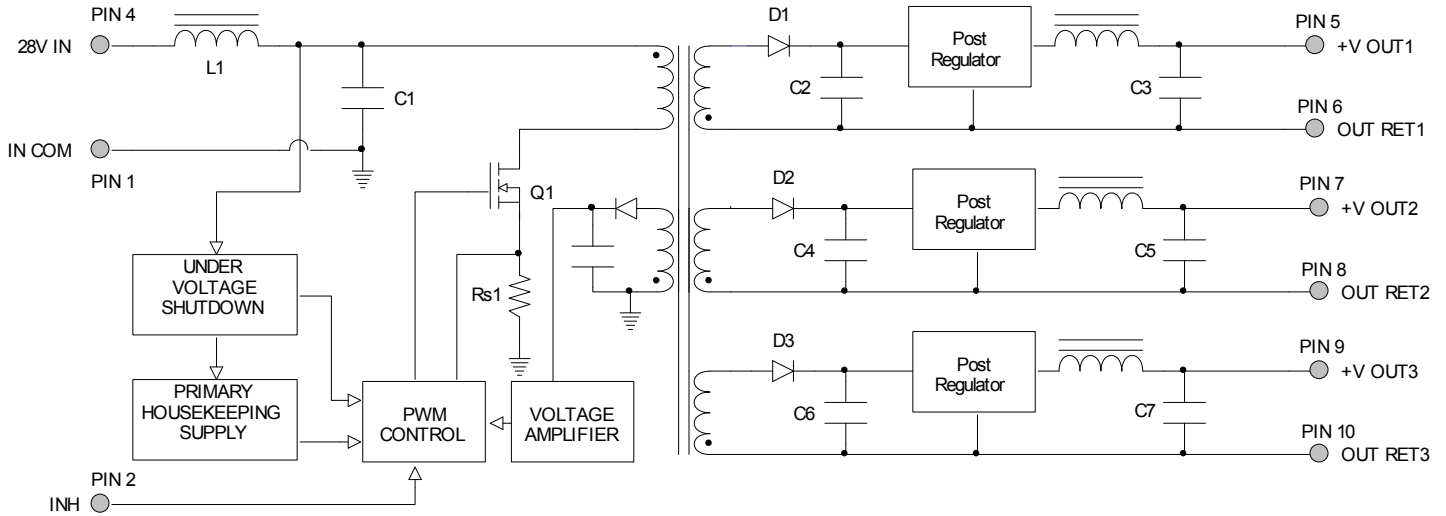 PIN 4
28V IN
L1
C1
IN COM
PIN 1
UNDER
VOLTAGE
SHUTDOWN
PRIMARY
HOUSEKEEPING
SUPPLY
PIN 2
INH
Q1
Rs1
PWM
CONTROL
VOLTAGE
AMPLIFIER
D1
C2
Post
Regulator
C3
PIN 5
+V OUT1
PIN 6
OUT RET1
D2
C4
Post
Regulator
C5
PIN 7
+V OUT2
PIN 8
OUT RET2
D3
C6
Post
Regulator
C7
PIN 9
+V OUT3
PIN 10
OUT RET3